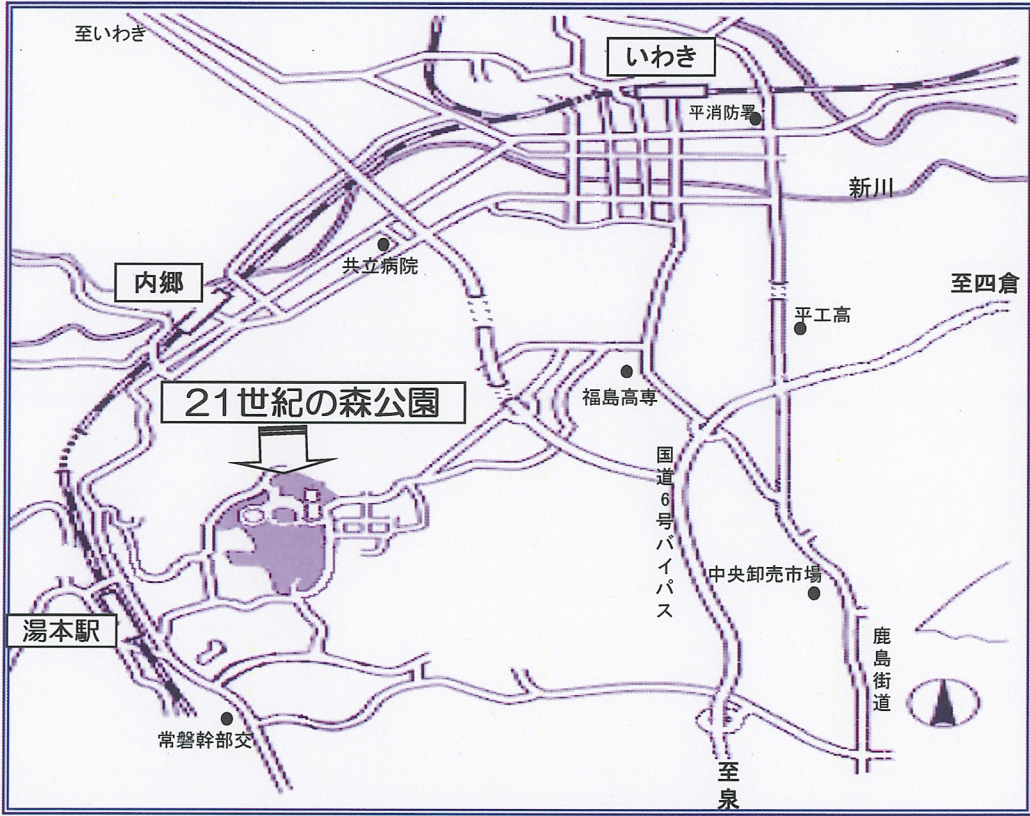 至いわき
いわき
平消防署
新川
共立病院
内郷
至四倉
平工高
福島高専
21世紀の森公園
国道6号バイパス
中央卸売市場
湯本駅
鹿島街道
常磐幹部交
至泉